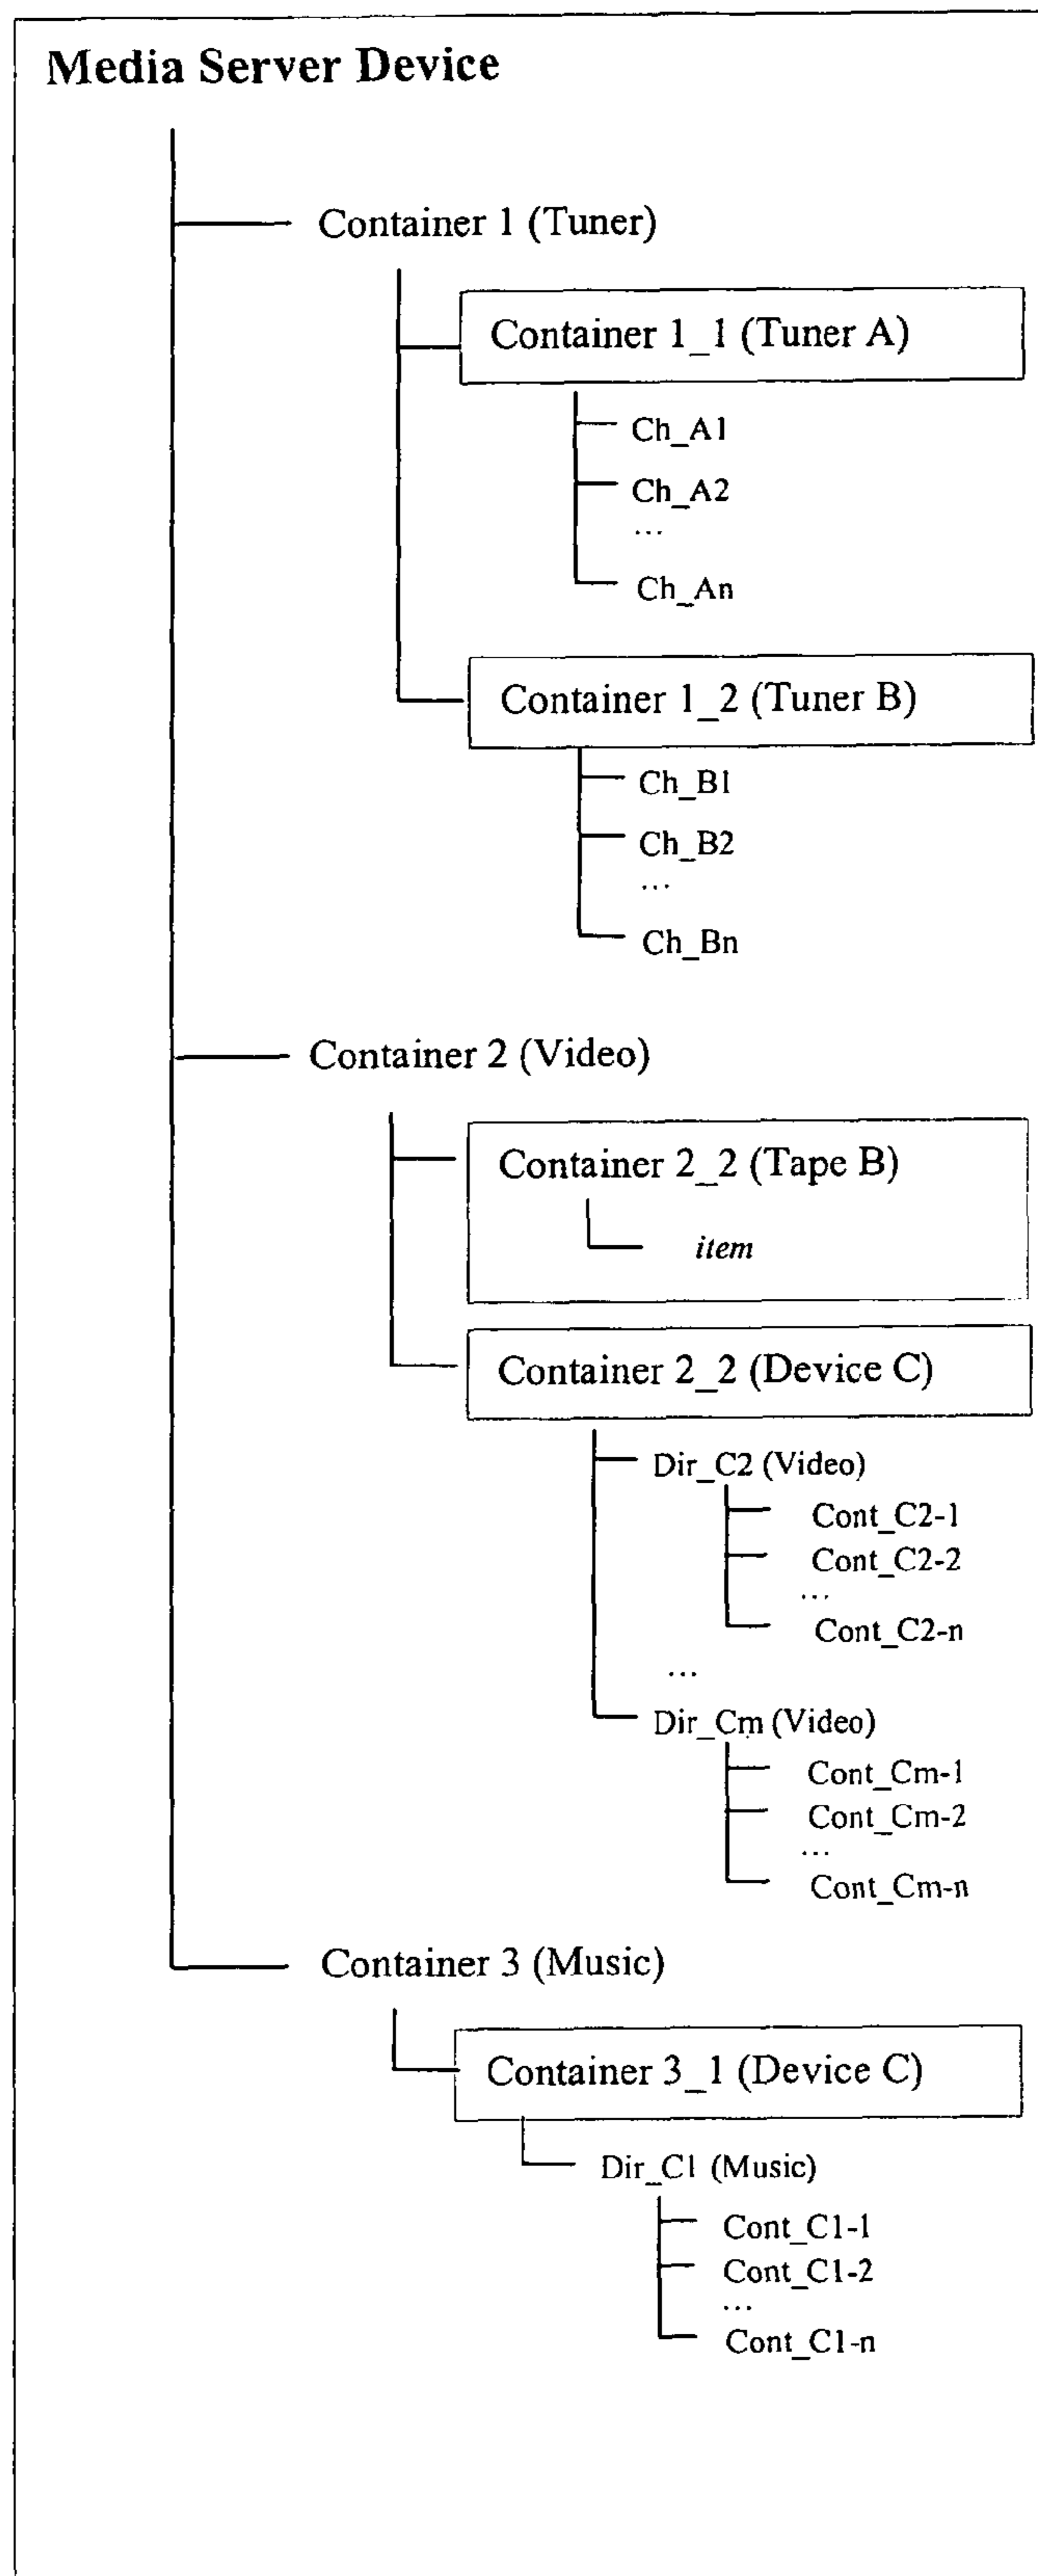 Media Server Device
Container 1 (Tuner)
Container 1_1 (Tuner A)
Ch_A1
Ch_A2
...
Ch_An
Container 1_2 (Tuner B)
Ch_B1
Ch_B2
...
Ch_Bn
Container 2 (Video)
Container 2_2 (Tape B)
item
Container 2_2 (Device C)
Dir_C2 (Video)
Cont_C2-1
Cont_C2-2
...
Cont_C2-n
...
Dir_Cm (Video)
Cont_Cm-1
Cont_Cm-2
...
Cont_Cm-n
Container 3 (Music)
Container 3_1 (Device C)
Dir_C1 (Music)
Cont_C1-1
Cont_C1-2
...
Cont_C1-n